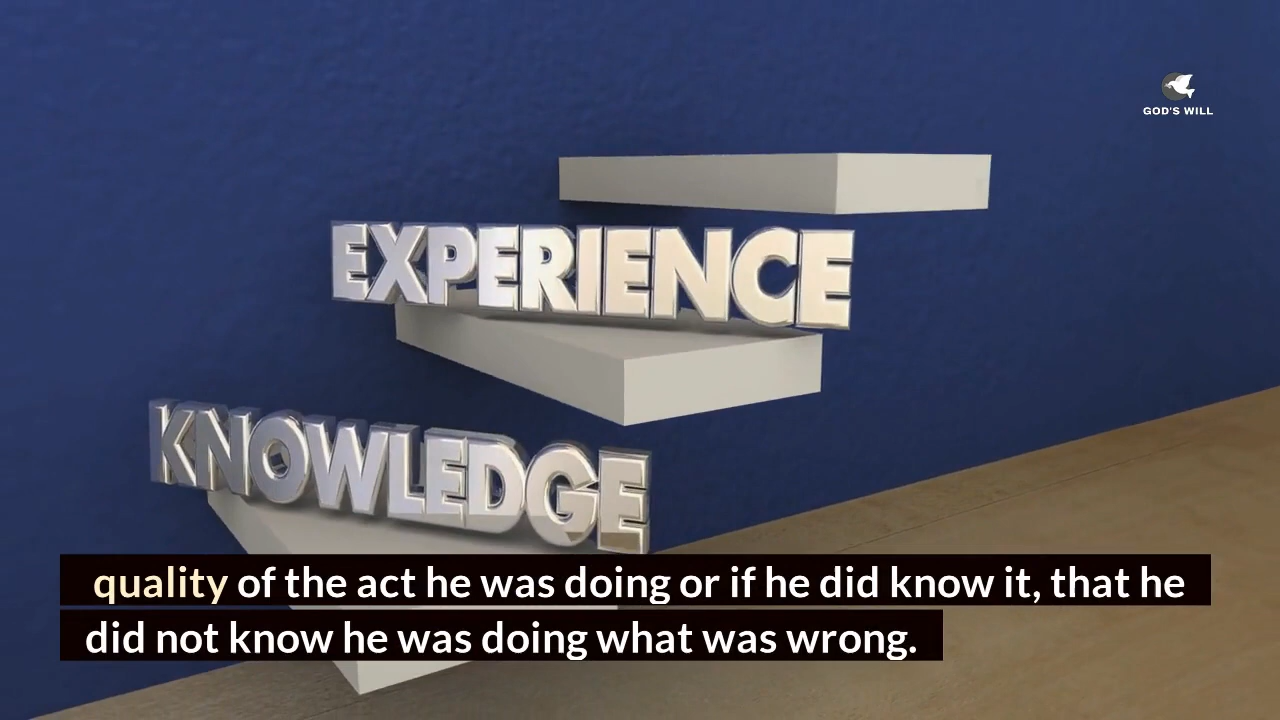 GOD'S WILL
EXPERIENCE
KNOWLEDGE
quality of the act he was doing or if he did know it, that he
did not know he was doing what was wrong.